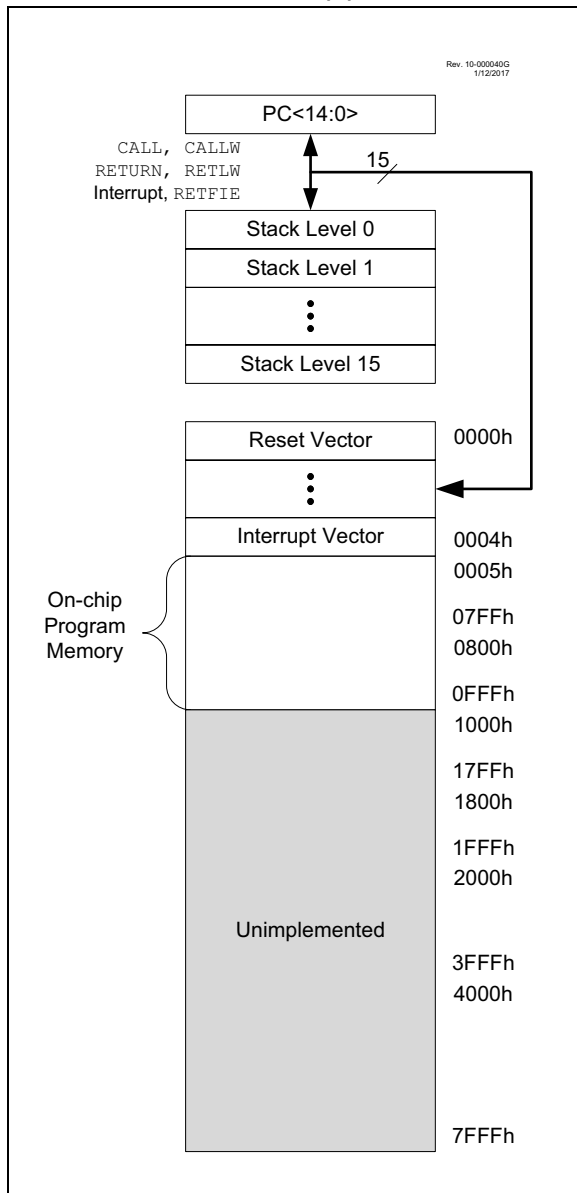 Rev. 10-000040G
1/12/2017
PC<14:0>
CALL, CALLW
RETURN, RETLW
Interrupt, RETFIE
15
Stack Level 0
Stack Level 1
Stack Level 15
Reset Vector
0000h
Interrupt Vector
0004h
0005h
On-chip
Program
Memory
07FFh
0800h
0FFFh
1000h
17FFh
1800h
1FFFh
2000h
Unimplemented
3FFFh
4000h
7FFFh